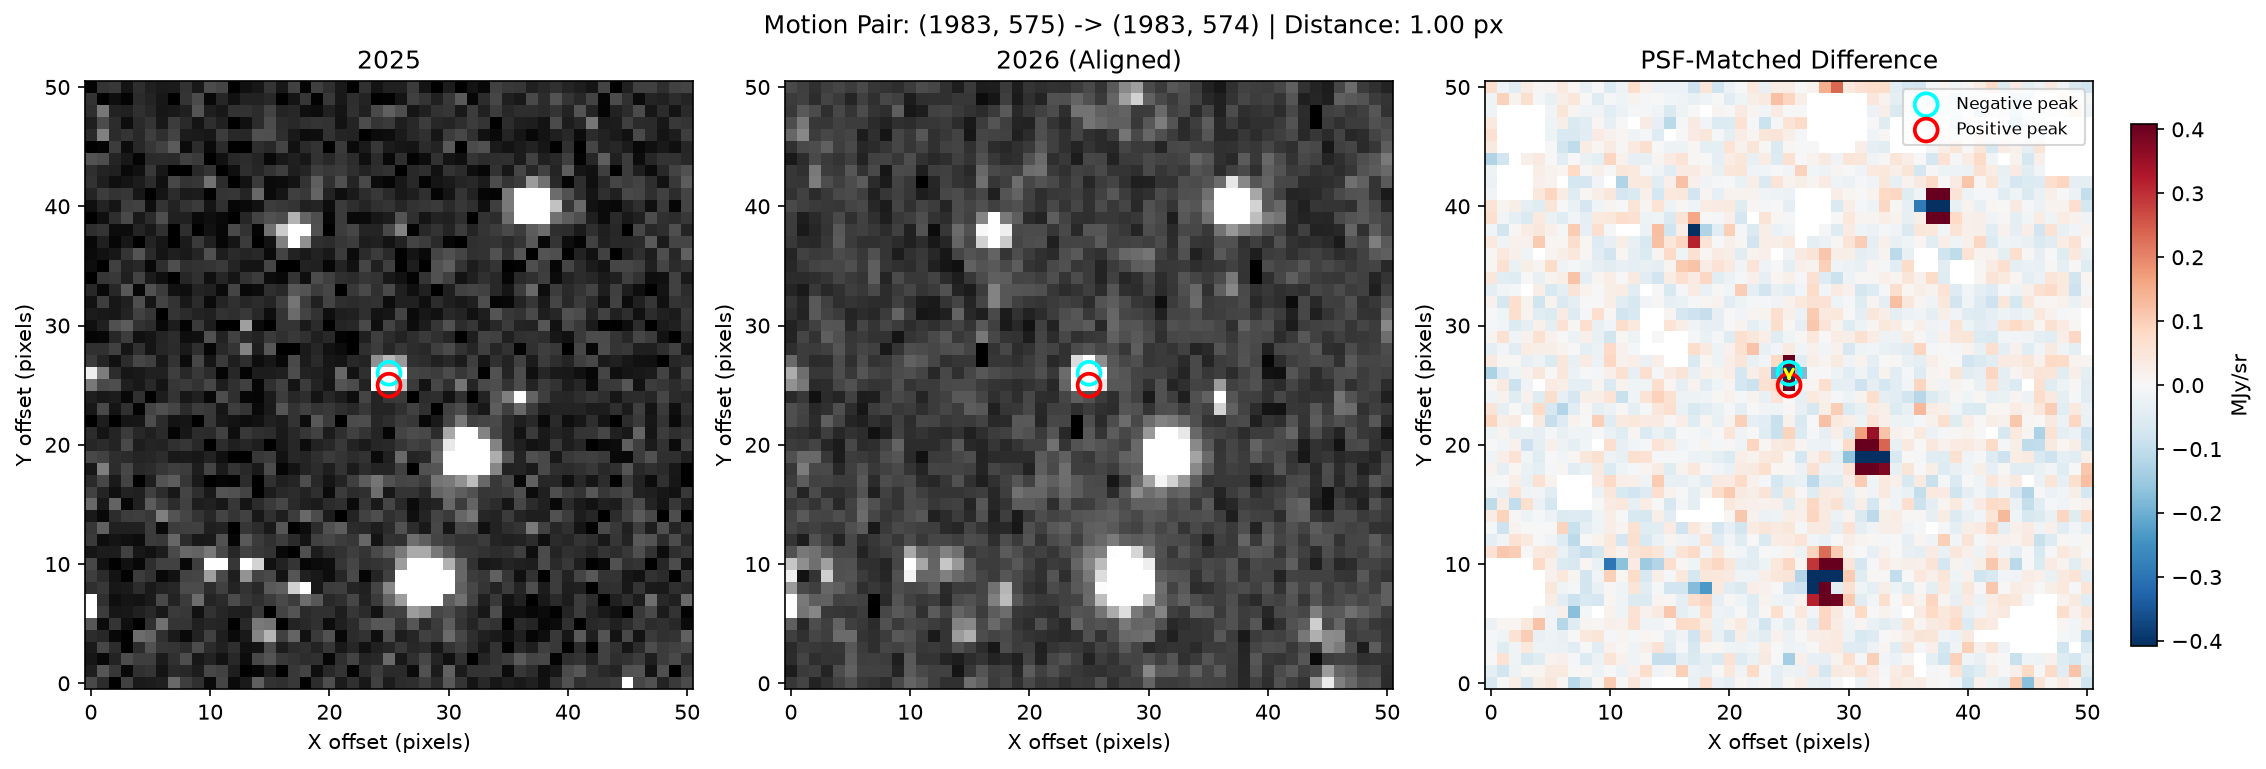 Motion Pair: (1983, 575) -> (1983, 574) | Distance: 1.00 px
2025
2026 (Aligned)
PSF-Matched Difference
Negative peak
Positive peak
Y offset (pixels)
50
40
30
20
10
0
0 10 20 30 40 50
X offset (pixels)
Y offset (pixels)
50
40
30
20
10
0
0 10 20 30 40 50
X offset (pixels)
Y offset (pixels)
50
40
30
20
10
0
0 10 20 30 40 50
X offset (pixels)
0.4
0.3
0.2
0.1
0.0
−0.1
−0.2
−0.3
−0.4
MJy/sr